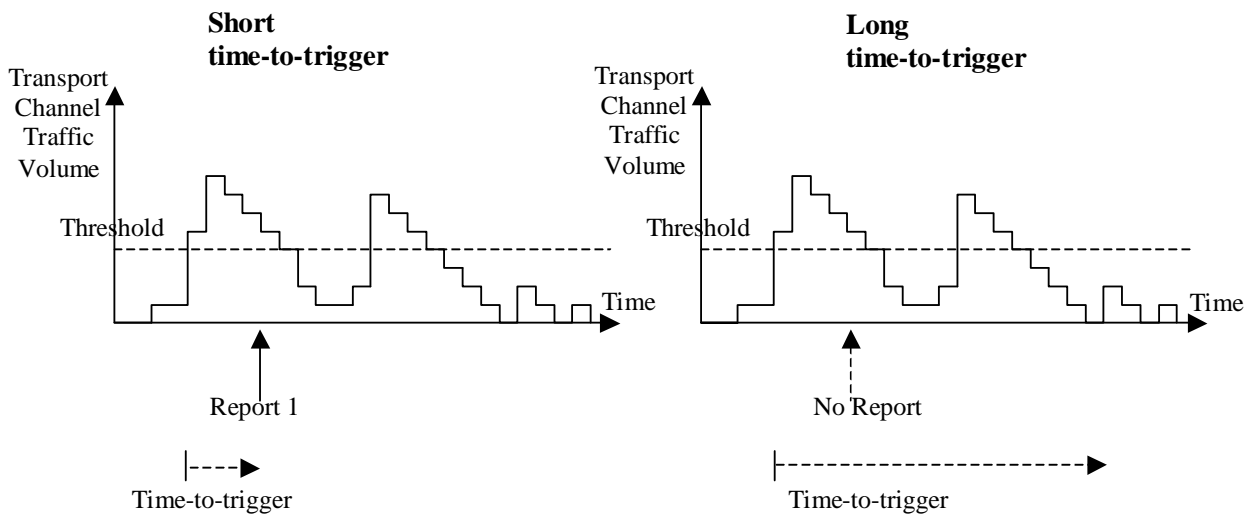 Short
time-to-trigger
Transport
Channel
Traffic
Volume
Threshold
Time
Report 1
Time-to-trigger
Long
time-to-trigger
Transport
Channel
Traffic
Volume
Threshold
Time
No Report
Time-to-trigger